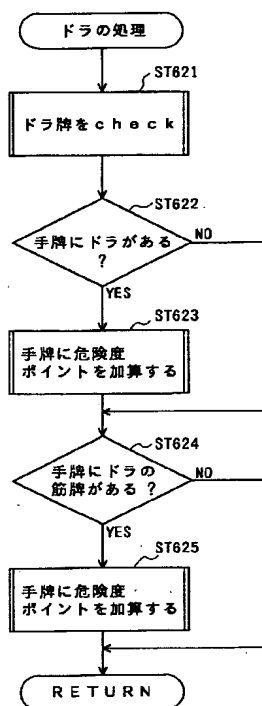 ドラの処理
ST621
ドラ牌をcheck
ST622
手牌にドラがある
?
NO
YES
ST623
手牌に危険度
ポイントを加算する
ST624
手牌にドラの
筋牌がある?
NO
YES
ST625
手牌に危険度
ポイントを加算する
RETURN